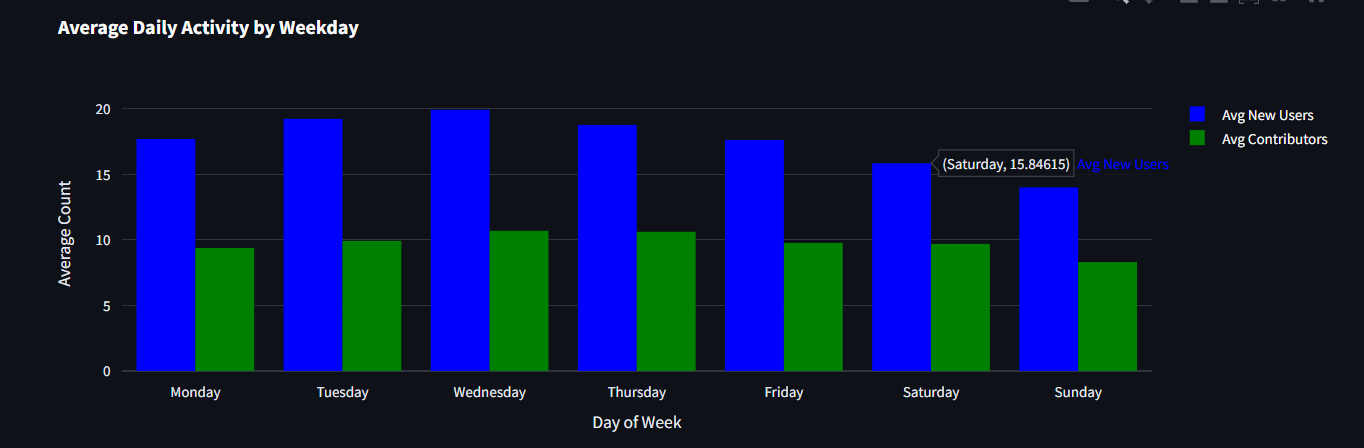 Average Daily Activity by Weekday
20
15
10
5
0
Average Count
Avg New Users
Avg Contributors
(Saturday, 15.84615) Avg New Users
Monday Tuesday Wednesday Thursday Friday Saturday Sunday
Day of Week